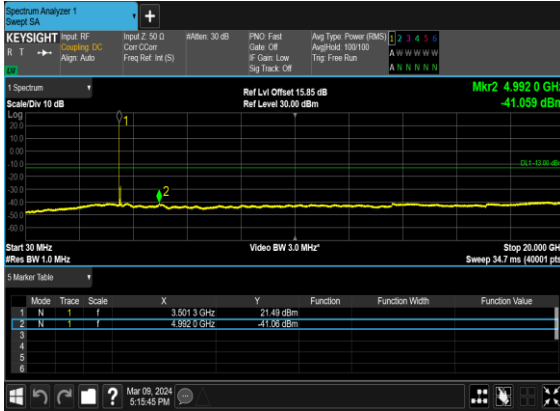 Spectrum Analyzer 1
Swept SA
+
KEYSIGHT
R T
Input: RF
Coupling: DC
Align: Auto
Input Z: 50 Ω
Corr CCorr
Freq Ref: Int (S)
#Atten: 30 dB
PNO: Fast
Gate: Off
IF Gain: Low
Sig Track: Off
Avg Type: Power (RMS)
Avg|Hold: 100/100
Trig: Free Run
1 2 3 4 5 6
A W W W W W
A N N N N N
1 Spectrum
Scale/Div 10 dB
Ref Lvl Offset 15.85 dB
Ref Level 30.00 dBm
Mkr2 4.992 0 GHz
-41.059 dBm
Log
20.0
10.0
0.00
-10.0
-20.0
-30.0
-40.0
-50.0
-60.0
1
2
DL1 -13.00 dBm
Start 30 MHz
#Res BW 1.0 MHz
Video BW 3.0 MHz*
Stop 20.000 GH
Sweep 34.7 ms (40001 pts
5 Marker Table
Mode Trace Scale X Y Function Function Width Function Value
1 N 1 f 3.501 3 GHz 21.49 dBm
2 N 1 f 4.992 0 GHz -41.06 dBm
3
4
5
6
?
Mar 09, 2024
5:15:45 PM